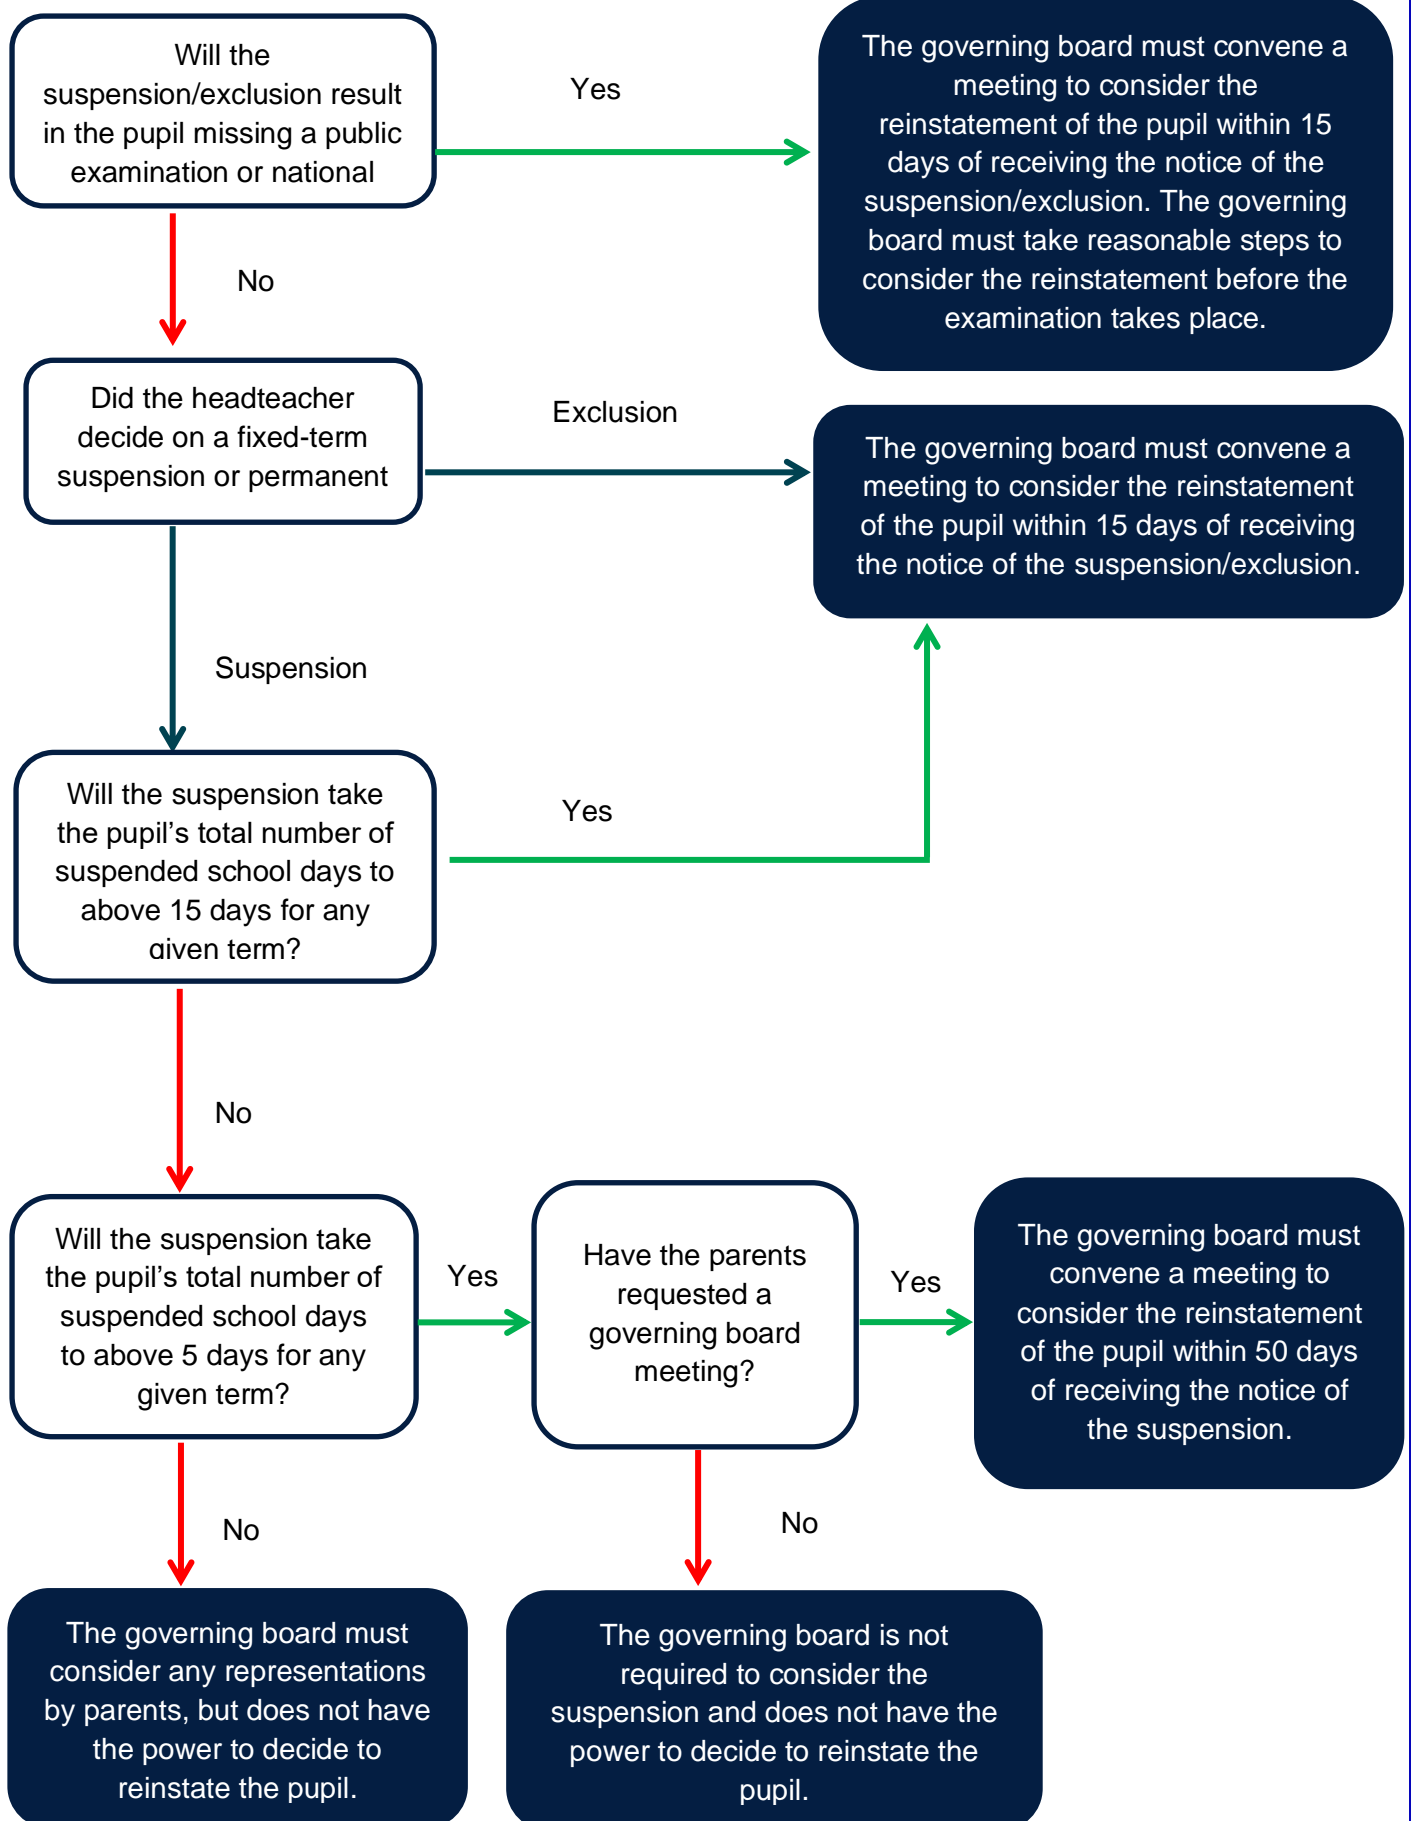 Will the
suspension/exclusion result
in the pupil missing a public
examination or national
Yes
The governing board must convene a
meeting to consider the
reinstatement of the pupil within 15
days of receiving the notice of the
suspension/exclusion. The governing
board must take reasonable steps to
consider the reinstatement before the
examination takes place.
No
Did the headteacher
decide on a fixed-term
suspension or permanent
Exclusion
The governing board must convene a
meeting to consider the reinstatement
of the pupil within 15 days of receiving
the notice of the suspension/exclusion.
Suspension
Will the suspension take
the pupil’s total number of
suspended school days to
above 15 days for any
given term?
Yes
No
Will the suspension take
the pupil’s total number of
suspended school days
to above 5 days for any
given term?
Yes
Have the parents
requested a
governing board
meeting?
Yes
The governing board must
convene a meeting to
consider the reinstatement
of the pupil within 50 days
of receiving the notice of
the suspension.
No
No
The governing board must
consider any representations
by parents, but does not have
the power to decide to
reinstate the pupil.
The governing board is not
required to consider the
suspension and does not have the
power to decide to reinstate the
pupil.